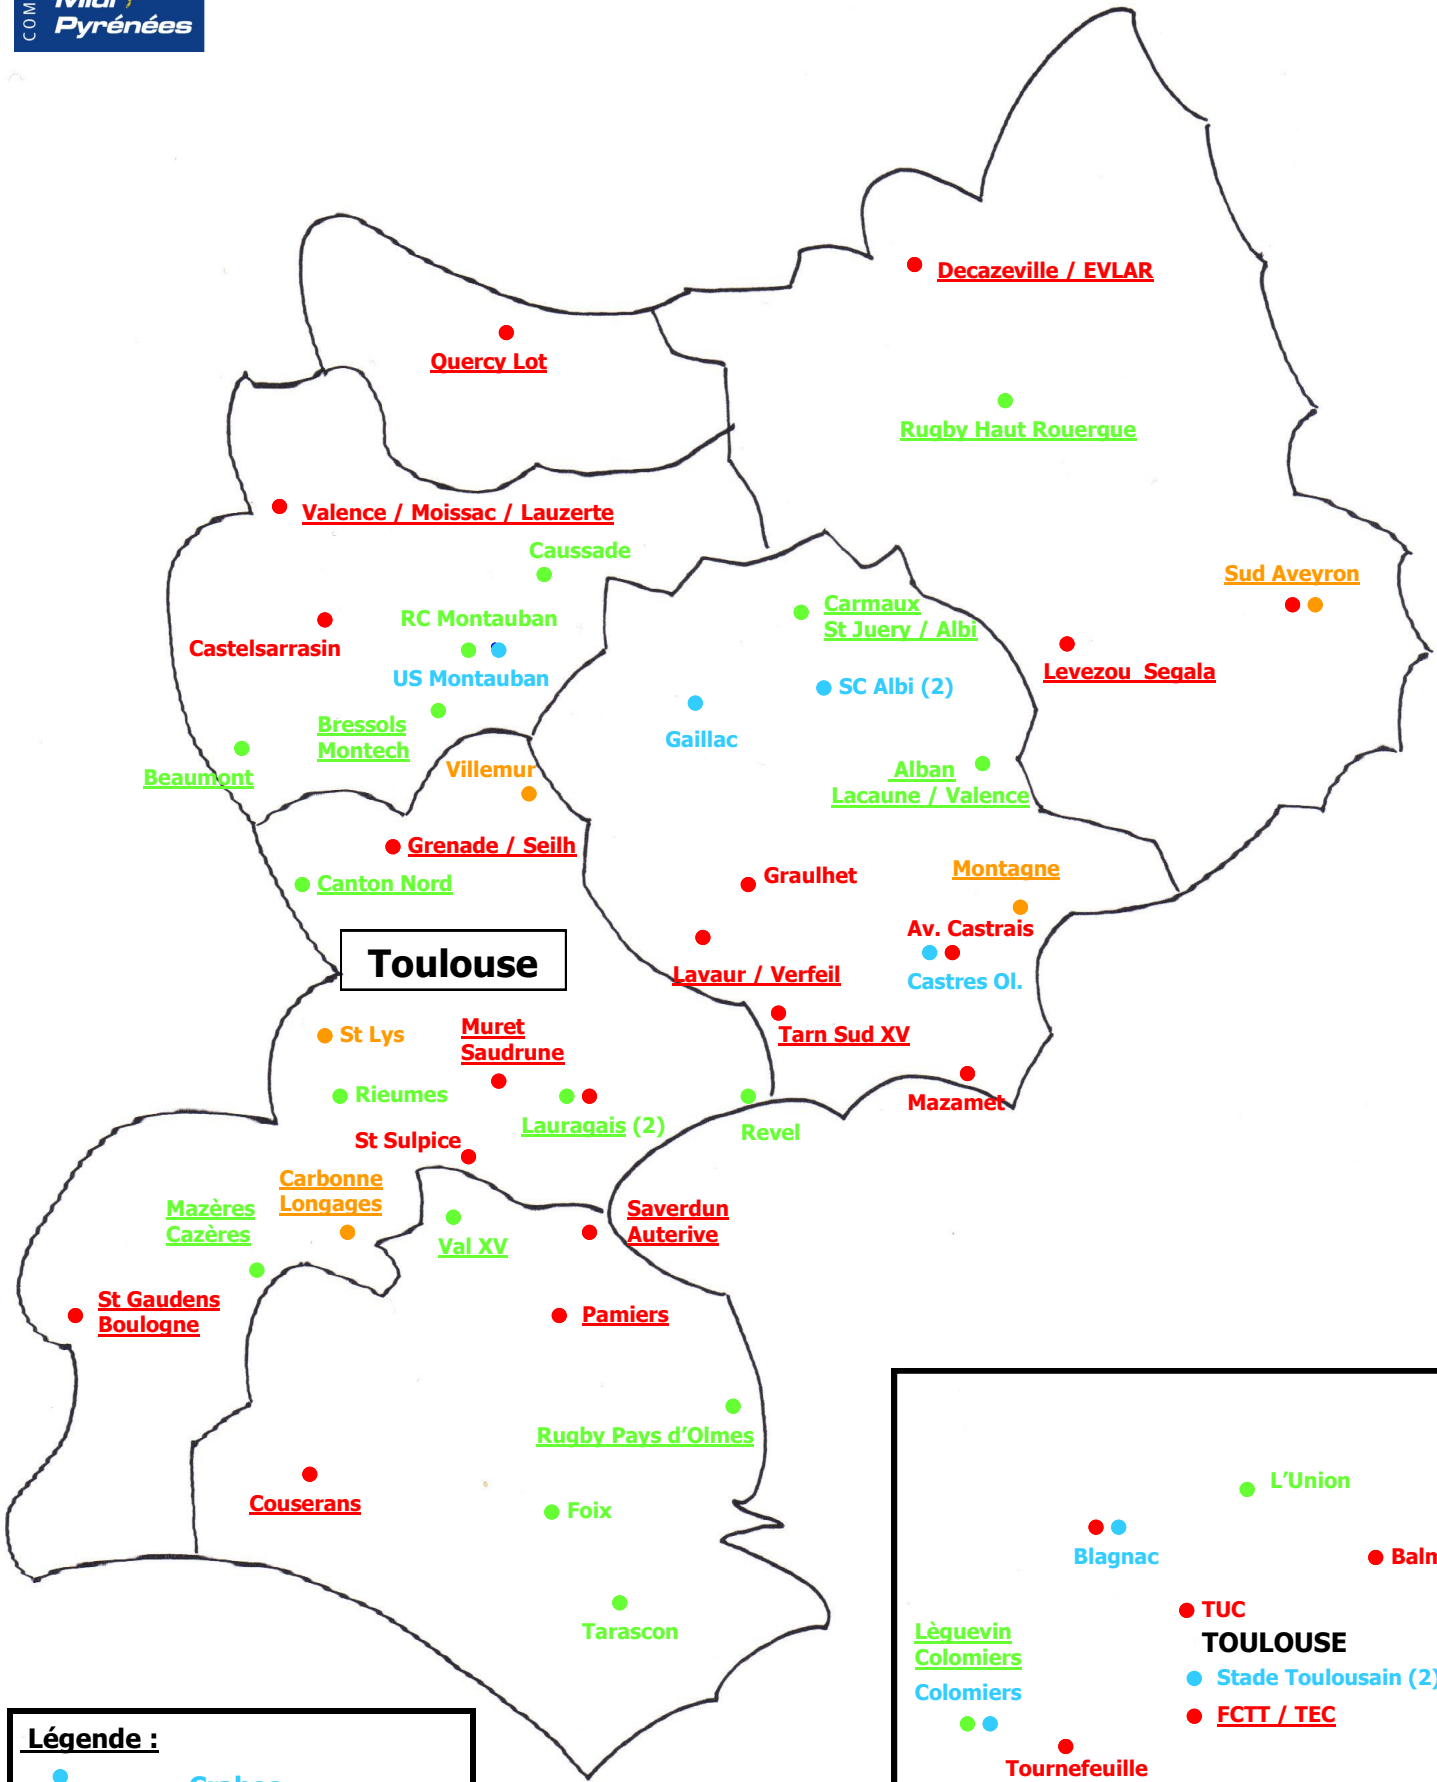 COM
Midi
Pyrénées
Decazeville / EVLAR
Quercy Lot
Rugby Haut Rouergue
Valence / Moissac / Lauzerte
Caussade
Sud Aveyron
Carmaux
St Juery / Albi
RC Montauban
Castelsarrasin
US Montauban
Levezou Segala
SC Albi (2)
Gaillac
Bressols
Montech
Beaumont
Villemur
Alban
Lacaune / Valence
Grenade / Seilh
Canton Nord
Graulhet
Montagne
Av. Castrais
Castres Ol.
Toulouse
Lavaur / Verfeil
Tarn Sud XV
St Lys
Muret
Saudrune
Rieumes
Mazamet
Lauragais (2)
Revel
St Sulpice
Carbonne
Longages
Mazères
Cazères
Val XV
Saverdun
Auterive
St Gaudens
Boulogne
Pamiers
Rugby Pays d'Olmes
Couserans
Foix
Tarascon
L'Union
Blagnac
Balm
TUC
TOULOUSE
Lèguevin
Colomiers
Colomiers
Stade Toulousain (2)
FCTT / TEC
Tournefeuille
Légende :